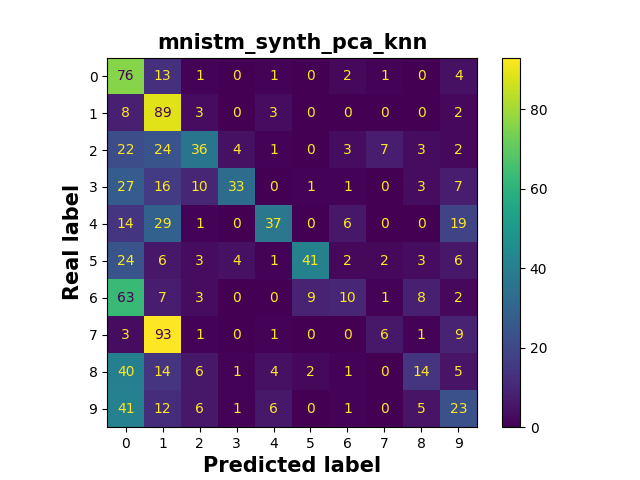 mnistm_synth_pca_knn
0 76 13 1 0 1 0 2 1 0 4
1 8 89 3 0 3 0 0 0 0 2
2 22 24 36 4 1 0 3 7 3 2
3 27 16 10 33 0 1 1 0 3 7
4 14 29 1 0 37 0 6 0 0 19
5 24 6 3 4 1 41 2 2 3 6
6 63 7 3 0 0 9 10 1 8 2
7 3 93 1 0 1 0 0 6 1 9
8 40 14 6 1 4 2 1 0 14 5
9 41 12 6 1 6 0 1 0 5 23
0 1 2 3 4 5 6 7 8 9
Real label
Predicted label
80
60
40
20
0